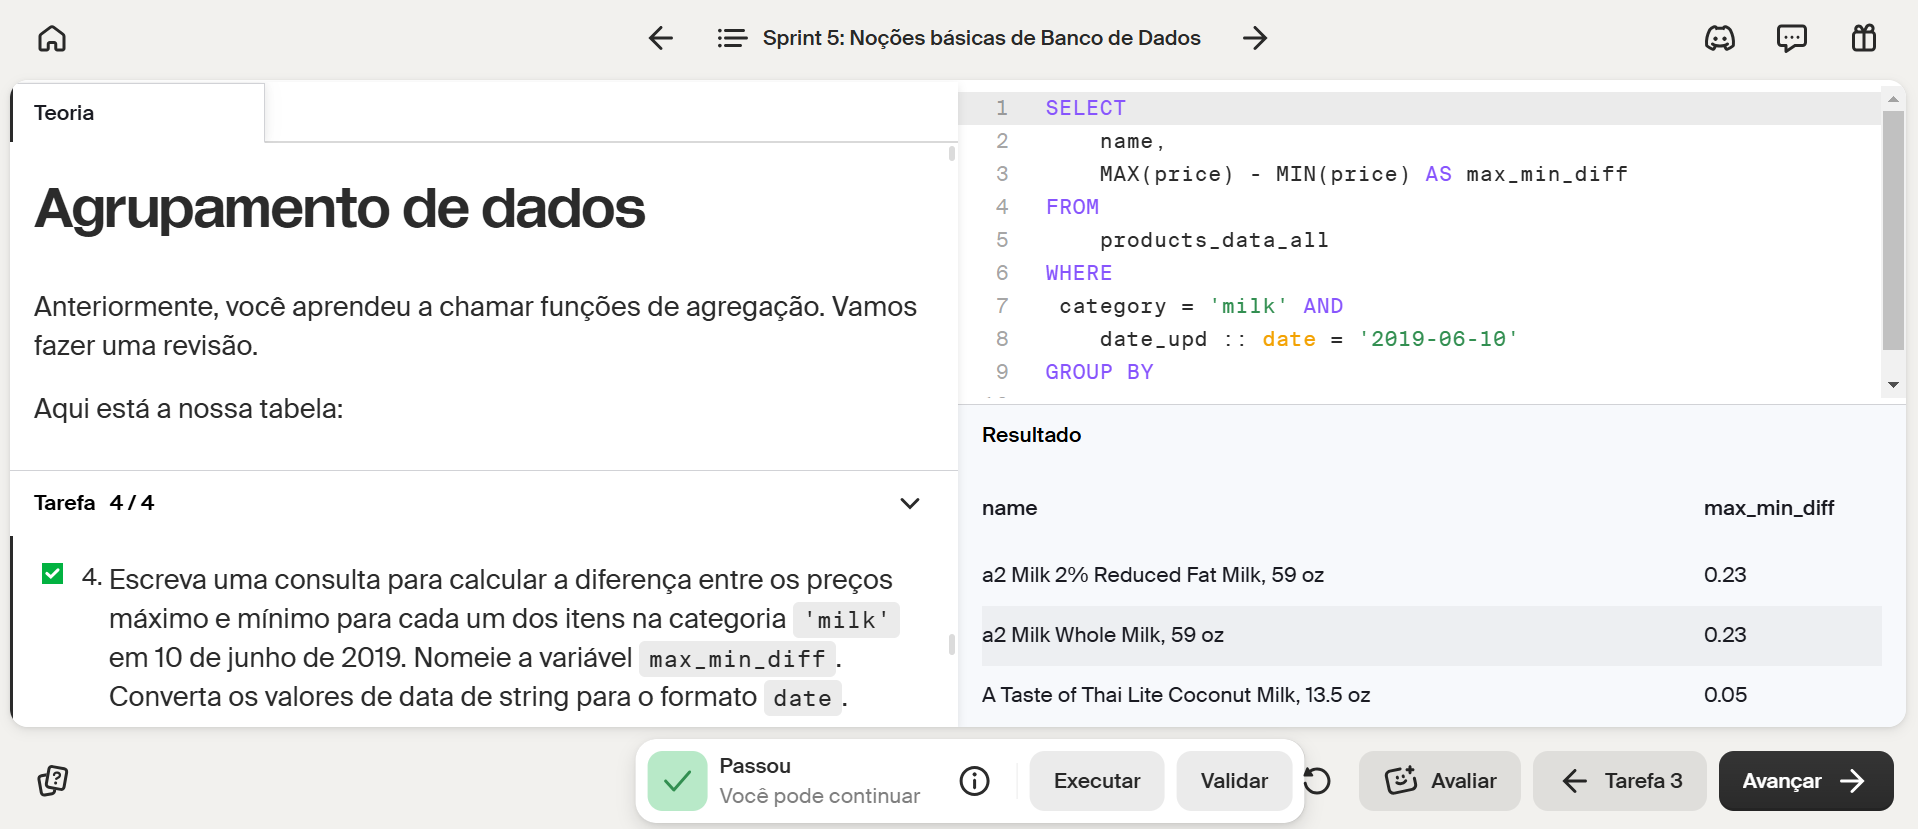 Sprint 5: Noções básicas de Banco de Dados
Teoria
Agrupamento de dados
Anteriormente, você aprendeu a chamar funções de agregação. Vamos
fazer uma revisão.
Aqui está a nossa tabela:
Tarefa 4 / 4
4. Escreva uma consulta para calcular a diferença entre os preços
máximo e mínimo para cada um dos itens na categoria 'milk'
em 10 de junho de 2019. Nomeie a variável max_min_diff.
Converta os valores de data de string para o formato date.
1 SELECT
2 name,
3 MAX(price) - MIN(price) AS max_min_diff
4 FROM
5 products_data_all
6 WHERE
7 category = 'milk' AND
8 date_upd :: date = '2019-06-10'
9 GROUP BY
Resultado
name max_min_diff
a2 Milk 2% Reduced Fat Milk, 59 oz 0.23
a2 Milk Whole Milk, 59 oz 0.23
A Taste of Thai Lite Coconut Milk, 13.5 oz 0.05
Passou
Você pode continuar
Executar
Validar
Avaliar
Tarefa 3
Avançar